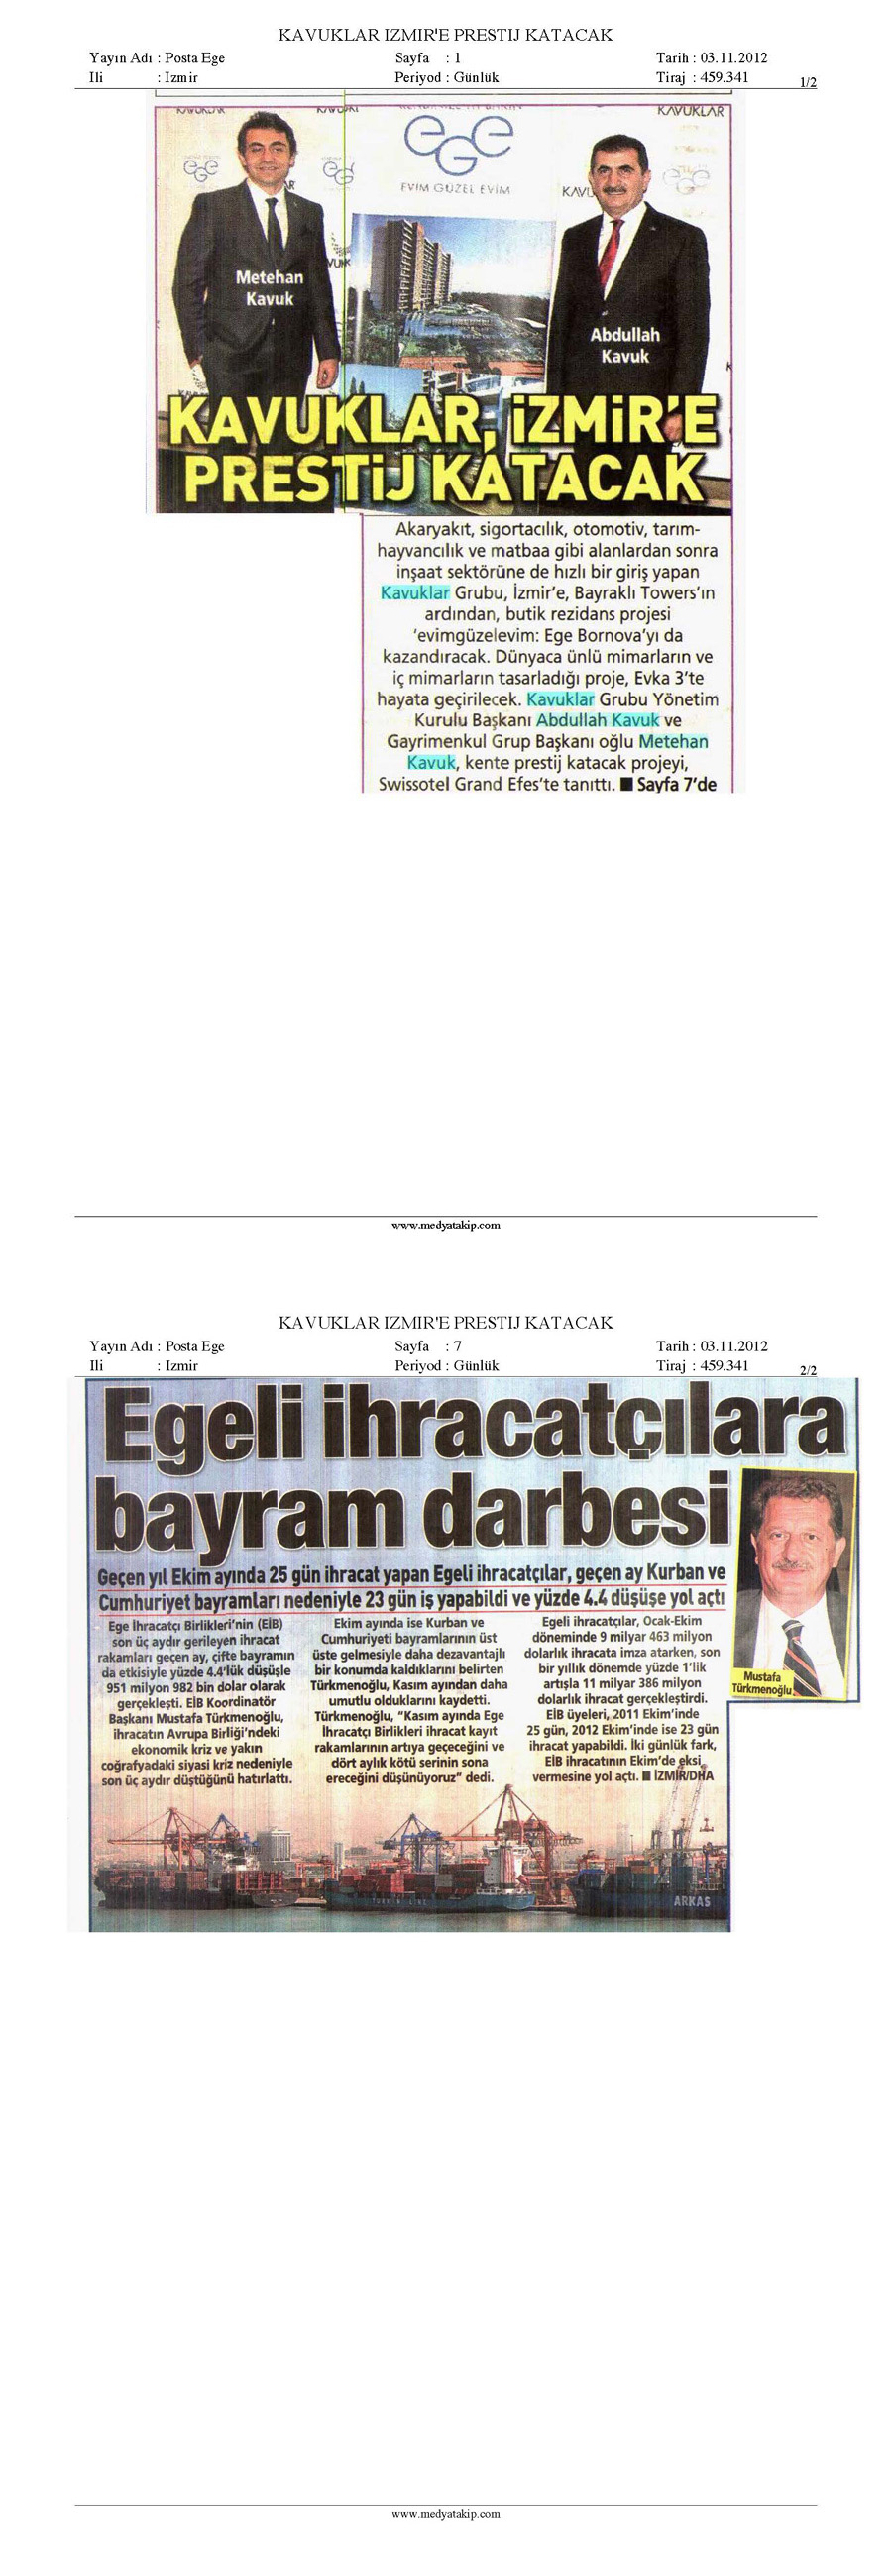 KAVUKLAR IZMIR'E PRESTIJ KATACAK
Yayın Adı : Posta Ege
Sayfa : 1
Tarih : 03.11.2012
Ili : Izmir
Periyod : Günlük
Tiraj : 459.341
1/2
KAVUKLAR
ege
EVİM GÜZEL EVİM
Metehan
Kavuk
Abdullah
Kavuk
KAVUKLAR, İZMİR'E
PRESTİJ KATACAK
Akaryakıt, sigortacılık, otomotiv, tarım-
hayvancılık ve matbaa gibi alanlardan sonra
inşaat sektörüne de hızlı bir giriş yapan
Kavuklar Grubu, İzmir'e, Bayraklı Towers'ın
ardından, butik rezidans projesi
'evimgüzelevim: Ege Bornova'yı da
kazandıracak. Dünyaca ünlü mimarların ve
iç mimarların tasarladığı proje, Evka 3'te
hayata geçirilecek. Kavuklar Grubu Yönetim
Kurulu Başkanı Abdullah Kavuk ve
Gayrimenkul Grup Başkanı oğlu Metehan
Kavuk, kente prestij katacak projeyi,
Swissotel Grand Efes'te tanıttı. ■ Sayfa 7'de
www.medyatakip.com
KAVUKLAR IZMIR'E PRESTIJ KATACAK
Yayın Adı : Posta Ege
Sayfa : 7
Tarih : 03.11.2012
Ili : Izmir
Periyod : Günlük
Tiraj : 459.341
2/2
Egeli ihracatçılara
bayram darbesi
Geçen yıl Ekim ayında 25 gün ihracat yapan Egeli ihracatçılar, geçen ay Kurban ve
Cumhuriyet bayramları nedeniyle 23 gün iş yapabildi ve yüzde 4.4 düşüşe yol açtı
Mustafa
Türkmenoğlu
Ege İhracatçı Birlikleri'nin (EİB)
son üç aydır gerileyen ihracat
rakamları geçen ay, çifte bayramın
da etkisiyle yüzde 4.4'lük düşüşle
951 milyon 982 bin dolar olarak
gerçekleşti. EİB Koordinatör
Başkanı Mustafa Türkmenoğlu,
ihracatın Avrupa Birliği'ndeki
ekonomik kriz ve yakın
coğrafyadaki siyasi kriz nedeniyle
son üç aydır düştüğünü hatırlattı.
Ekim ayında ise Kurban ve
Cumhuriyeti bayramlarının üst
üste gelmesiyle daha dezavantajlı
bir konumda kaldıklarını belirten
Türkmenoğlu, Kasım ayından daha
umutlu olduklarını kaydetti.
Türkmenoğlu, "Kasım ayında Ege
İhracatçı Birlikleri ihracat kayıt
rakamlarının artıya geçeceğini ve
dört aylık kötü serinin sona
ereceğini düşünüyoruz" dedi.
Egeli ihracatçılar, Ocak-Ekim
döneminde 9 milyar 463 milyon
dolarlık ihracata imza atarken, son
bir yıllık dönemde yüzde 1'lik
artışla 11 milyar 386 milyon
dolarlık ihracat gerçekleştirdi.
EİB üyeleri, 2011 Ekim'inde
25 gün, 2012 Ekim'inde ise 23 gün
ihracat yapabildi. İki günlük fark,
EİB ihracatının Ekim'de eksi
vermesine yol açtı. ■ İZMİR/DHA
ARKAS
www.medyatakip.com